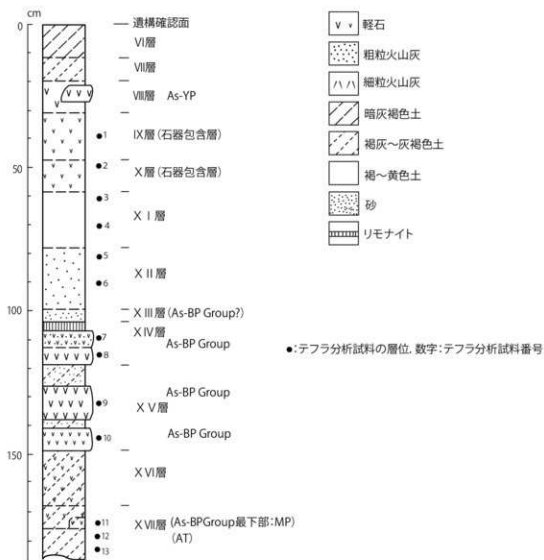 cm
0
遺構確認面
VI層
VII層
VIII層 As-YP
1
IX層(石器包含層)
2
50
X層(石器包含層)
3
XI層
4
5
XII層
6
100
XIII層(As-BP Group?)
XIV層
7
As-BP Group
8
As-BP Group
9
XV層
10
As-BP Group
150
XVI層
11
XVII層 (As-BPGroup最下部:MP)
12
(AT)
13
軽石
粗粒火山灰
細粒火山灰
暗灰褐色土
褐灰〜灰褐色土
褐〜黄色土
砂
リモナイト
●:テフラ分析試料の層位. 数字:テフラ分析試料番号